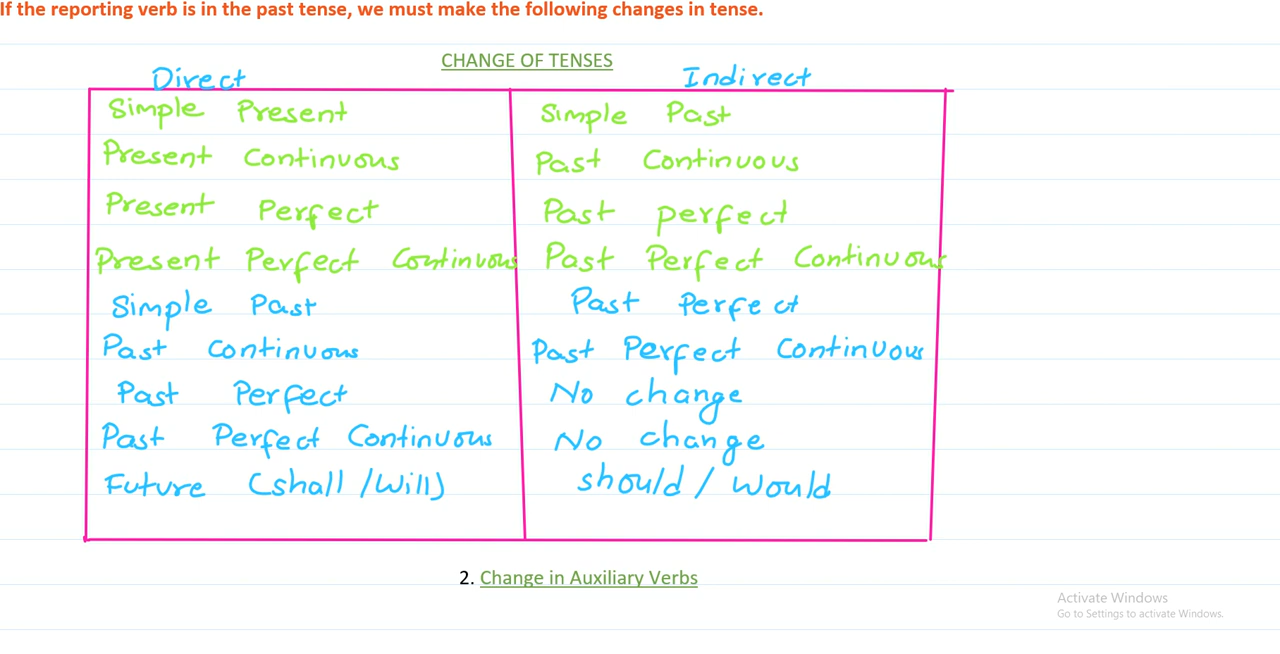 If the reporting verb is in the past tense, we must make the following changes in tense.
CHANGE OF TENSES
Direct Indirect
Simple Present Simple Past
Present Continuous Past Continuous
Present Perfect Past perfect
Present Perfect Continuous Past Perfect Continuous
Simple Past Past Perfect
Past Continuous Past Perfect Continuous
Past Perfect No change
Past Perfect Continuous No change
Future (shall /Will) should / Would
2. Change in Auxiliary Verbs
Activate Windows
Go to Settings to activate Windows.